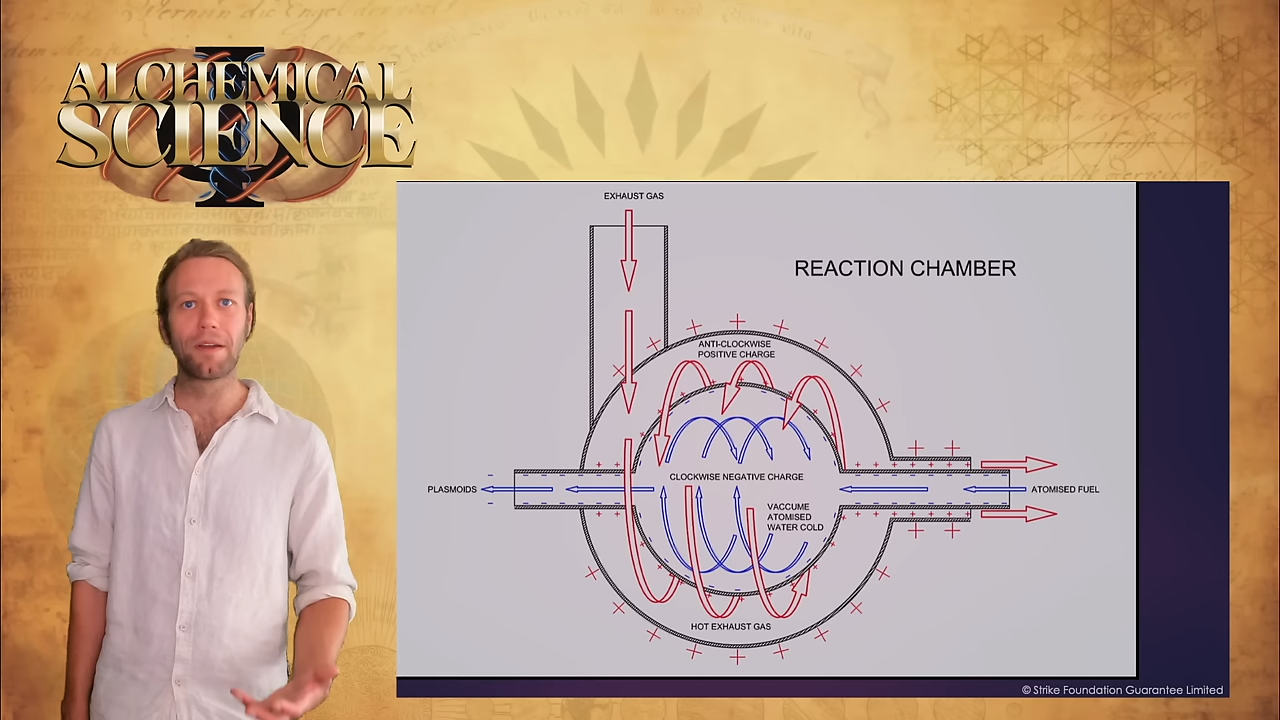 ALCHEMICAL
SCIENCE
EXHAUST GAS
REACTION CHAMBER
ANTI-CLOCKWISE
POSITIVE CHARGE
CLOCKWISE NEGATIVE CHARGE
PLASMOIDS
ATOMISED FUEL
VACCUME
ATOMISED
WATER COLD
HOT EXHAUST GAS
© Strike Foundation Guarantee Limited